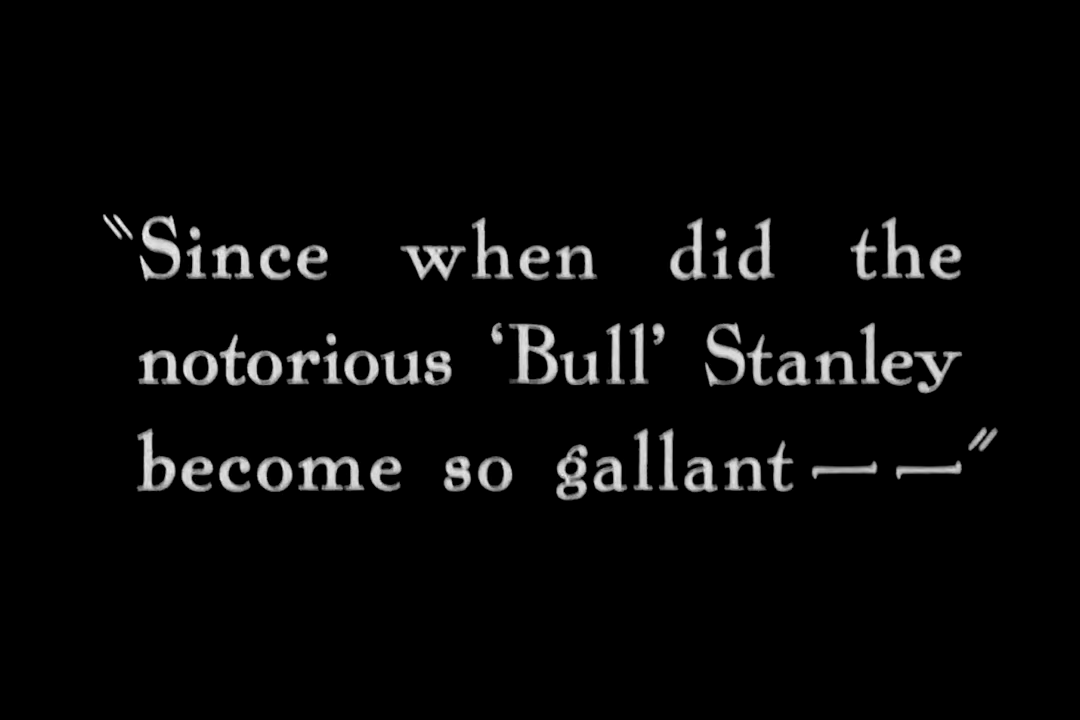 "Since when did the
notorious ‘Bull’ Stanley
become so gallant — —"